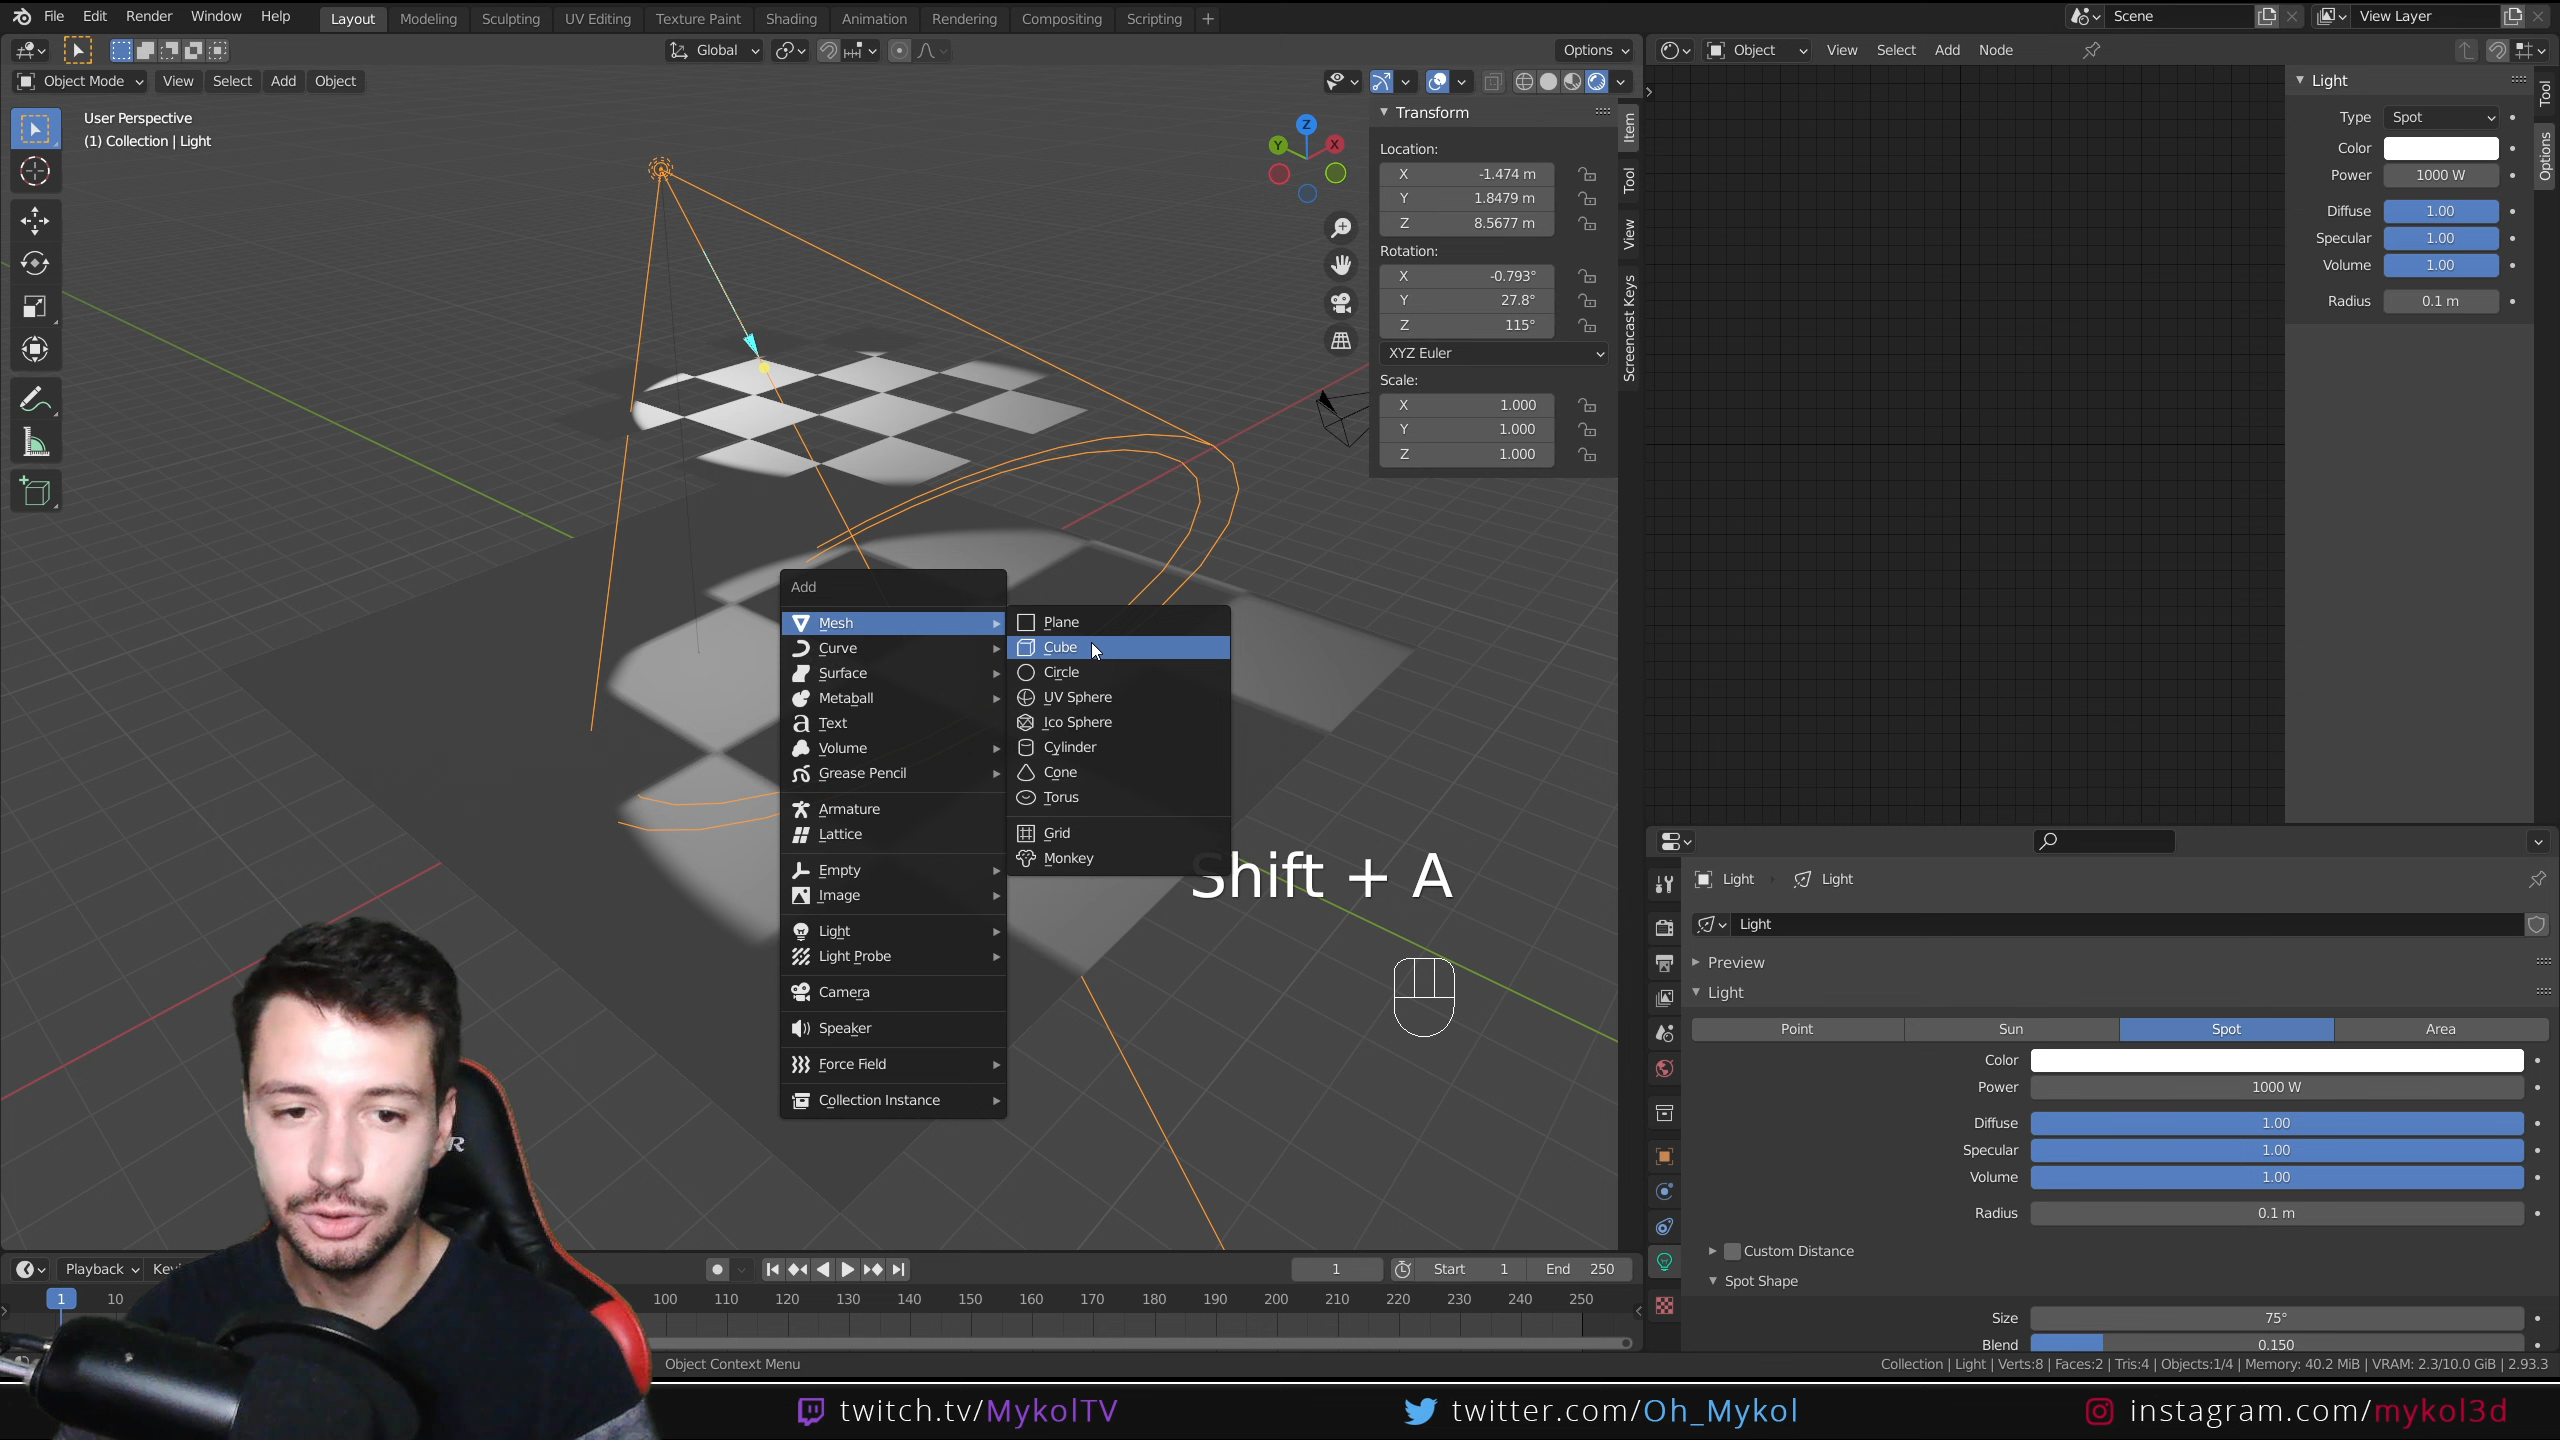 File Edit Render Window Help Layout Modeling Sculpting UV Editing Texture Paint Shading Animation Rendering Compositing Scripting + Scene View Layer
Global Options Object View Select Add Node
Object Mode View Select Add Object
User Perspective
(1) Collection | Light
Transform
Location:
X -1.474 m
Y 1.8479 m
Z 8.5677 m
Rotation:
X -0.793°
Y 27.8°
Z 115°
XYZ Euler
Scale:
X 1.000
Y 1.000
Z 1.000
Item
Tool
View
Screencast Keys
Z
Y
X
Light
Type Spot
Color
Power 1000 W
Diffuse 1.00
Specular 1.00
Volume 1.00
Radius 0.1 m
Tool
Options
Add
Mesh
Curve
Surface
Metaball
Text
Volume
Grease Pencil
Armature
Lattice
Empty
Image
Light
Light Probe
Camera
Speaker
Force Field
Collection Instance
Plane
Cube
Circle
UV Sphere
Ico Sphere
Cylinder
Cone
Torus
Grid
Monkey
Shift + A
Light Light
Light
Preview
Light
Point Sun Spot Area
Color
Power 1000 W
Diffuse 1.00
Specular 1.00
Volume 1.00
Radius 0.1 m
Custom Distance
Spot Shape
Size 75°
Blend 0.150
Playback 1 Start 1 End 250
1 10 100 110 120 130 140 150 160 170 180 190 200 210 220 230 240 250
Object Context Menu
Collection | Light | Verts:8 | Faces:2 | Tris:4 | Objects:1/4 | Memory: 40.2 MiB | VRAM: 2.3/10.0 GiB | 2.93.3
twitch.tv/MykolTV twitter.com/Oh_Mykol instagram.com/mykol3d